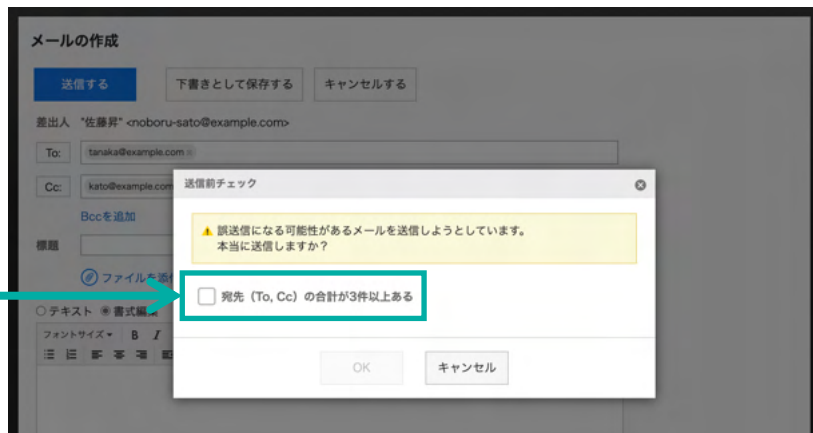 メールの作成
送信する 下書きとして保存する キャンセルする
差出人 "佐藤昇" <noboru-sato@example.com>
To: tanaka@example.com ×
Cc: kato@example.com
Bccを追加
標題
ファイルを添
テキスト 書式編集
フォントサイズ▾ B I
送信前チェック
誤送信になる可能性があるメールを送信しようとしています。
本当に送信しますか？
宛先（To, Cc）の合計が3件以上ある
OK キャンセル